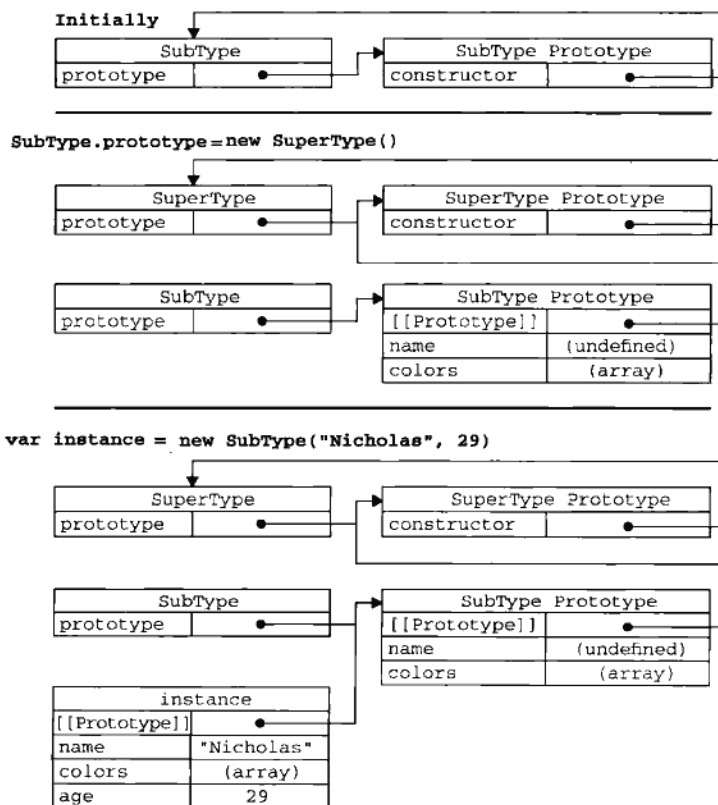 Initially
SubType
prototype
SubType Prototype
constructor
SubType.prototype=new SuperType()
SuperType
prototype
SuperType Prototype
constructor
SubType
prototype
SubType Prototype
[[Prototype]]
name (undefined)
colors (array)
var instance = new SubType("Nicholas", 29)
SuperType
prototype
SuperType Prototype
constructor
SubType
prototype
SubType Prototype
[[Prototype]]
name (undefined)
colors (array)
instance
[[Prototype]]
name "Nicholas"
colors (array)
age 29